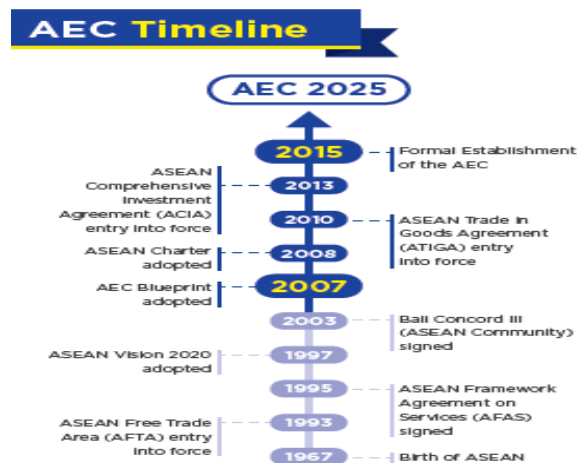 AEC Timeline
AEC 2025
2015
Formal Establishment
of the AEC
ASEAN
Comprehensive
Investment
Agreement (ACIA)
entry into force
2013
2010
ASEAN Trade in
Goods Agreement
(ATIGA) entry
into force
ASEAN Charter
adopted
2008
AEC Blueprint
adopted
2007
2003
Bali Concord III
(ASEAN Community)
signed
ASEAN Vision 2020
adopted
1997
1995
ASEAN Framework
Agreement on
Services (AFAS)
signed
ASEAN Free Trade
Area (AFTA) entry
into force
1993
1967
Birth of ASEAN